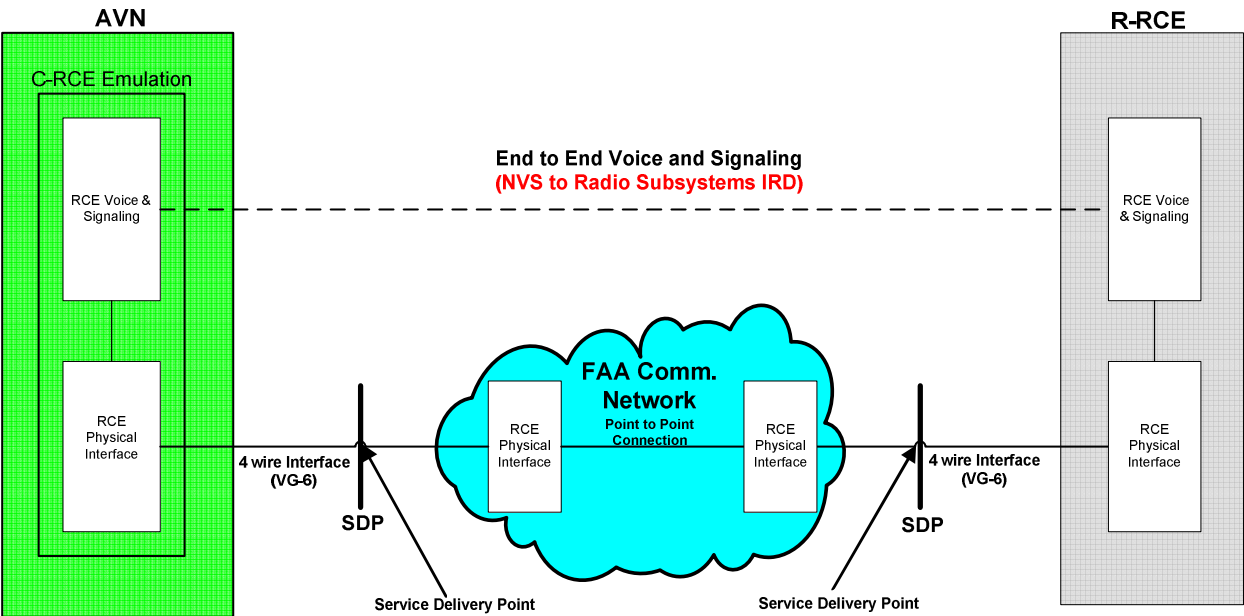 AVN
R-RCE
C-RCE Emulation
RCE Voice &
Signaling
End to End Voice and Signaling
(NVS to Radio Subsystems IRD)
RCE Voice
& Signaling
FAA Comm.
Network
Point to Point
Connection
RCE
Physical
Interface
4 wire Interface
(VG-6)
SDP
RCE
Physical
Interface
RCE
Physical
Interface
4 wire Interface
(VG-6)
SDP
RCE
Physical
Interface
Service Delivery Point
Service Delivery Point